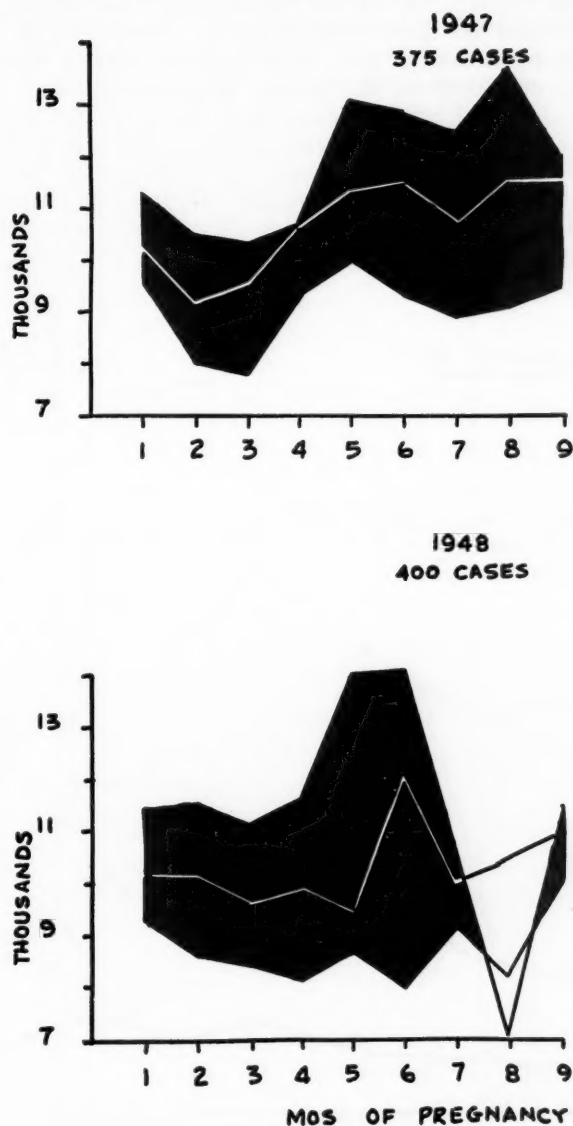 1947
375 CASES
13
11
9
7
THOUSANDS
1 2 3 4 5 6 7 8 9
1948
400 CASES
13
11
9
7
THOUSANDS
1 2 3 4 5 6 7 8 9
MOS OF PREGNANCY